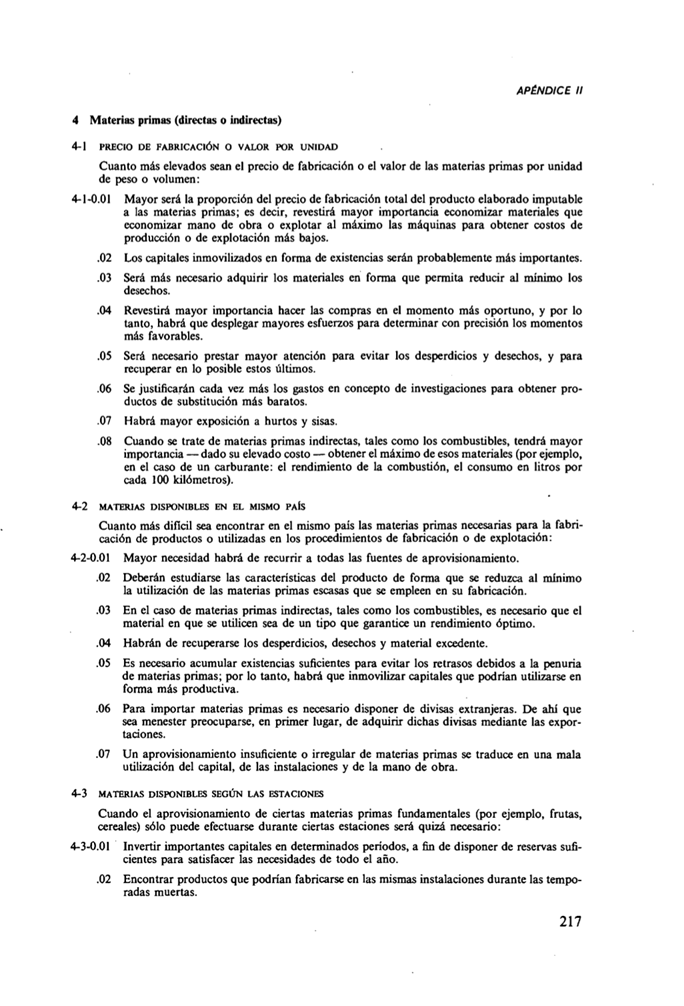 APÉNDICE II
4 Materias primas (directas o indirectas)
4-1 PRECIO DE FABRICACIÓN O VALOR POR UNIDAD
Cuanto más elevados sean el precio de fabricación o el valor de las materias primas por unidad
de peso o volumen:
4-1-0.01 Mayor será la proporción del precio de fabricación total del producto elaborado imputable
a las materias primas; es decir, revestirá mayor importancia economizar materiales que
economizar mano de obra o explotar al máximo las máquinas para obtener costos de
producción o de explotación más bajos.
.02 Los capitales inmovilizados en forma de existencias serán probablemente más importantes.
.03 Será más necesario adquirir los materiales en forma que permita reducir al mínimo los
desechos.
.04 Revestirá mayor importancia hacer las compras en el momento más oportuno, y por lo
tanto, habrá que desplegar mayores esfuerzos para determinar con precisión los momentos
más favorables.
.05 Será necesario prestar mayor atención para evitar los desperdicios y desechos, y para
recuperar en lo posible estos últimos.
.06 Se justificarán cada vez más los gastos en concepto de investigaciones para obtener pro-
ductos de substitución más baratos.
.07 Habrá mayor exposición a hurtos y sisas.
.08 Cuando se trate de materias primas indirectas, tales como los combustibles, tendrá mayor
importancia — dado su elevado costo — obtener el máximo de esos materiales (por ejemplo,
en el caso de un carburante: el rendimiento de la combustión, el consumo en litros por
cada 100 kilómetros).
4-2 MATERIAS DISPONIBLES EN EL MISMO PAÍS
Cuanto más difícil sea encontrar en el mismo país las materias primas necesarias para la fabri-
cación de productos o utilizadas en los procedimientos de fabricación o de explotación:
4-2-0.01 Mayor necesidad habrá de recurrir a todas las fuentes de aprovisionamiento.
.02 Deberán estudiarse las características del producto de forma que se reduzca al mínimo
la utilización de las materias primas escasas que se empleen en su fabricación.
.03 En el caso de materias primas indirectas, tales como los combustibles, es necesario que el
material en que se utilicen sea de un tipo que garantice un rendimiento óptimo.
.04 Habrán de recuperarse los desperdicios, desechos y material excedente.
.05 Es necesario acumular existencias suficientes para evitar los retrasos debidos a la penuria
de materias primas; por lo tanto, habrá que inmovilizar capitales que podrían utilizarse en
forma más productiva.
.06 Para importar materias primas es necesario disponer de divisas extranjeras. De ahí que
sea menester preocuparse, en primer lugar, de adquirir dichas divisas mediante las expor-
taciones.
.07 Un aprovisionamiento insuficiente o irregular de materias primas se traduce en una mala
utilización del capital, de las instalaciones y de la mano de obra.
4-3 MATERIAS DISPONIBLES SEGÚN LAS ESTACIONES
Cuando el aprovisionamiento de ciertas materias primas fundamentales (por ejemplo, frutas,
cereales) sólo puede efectuarse durante ciertas estaciones será quizá necesario:
4-3-0.01 Invertir importantes capitales en determinados períodos, a fin de disponer de reservas sufi-
cientes para satisfacer las necesidades de todo el año.
.02 Encontrar productos que podrían fabricarse en las mismas instalaciones durante las tempo-
radas muertas.
217